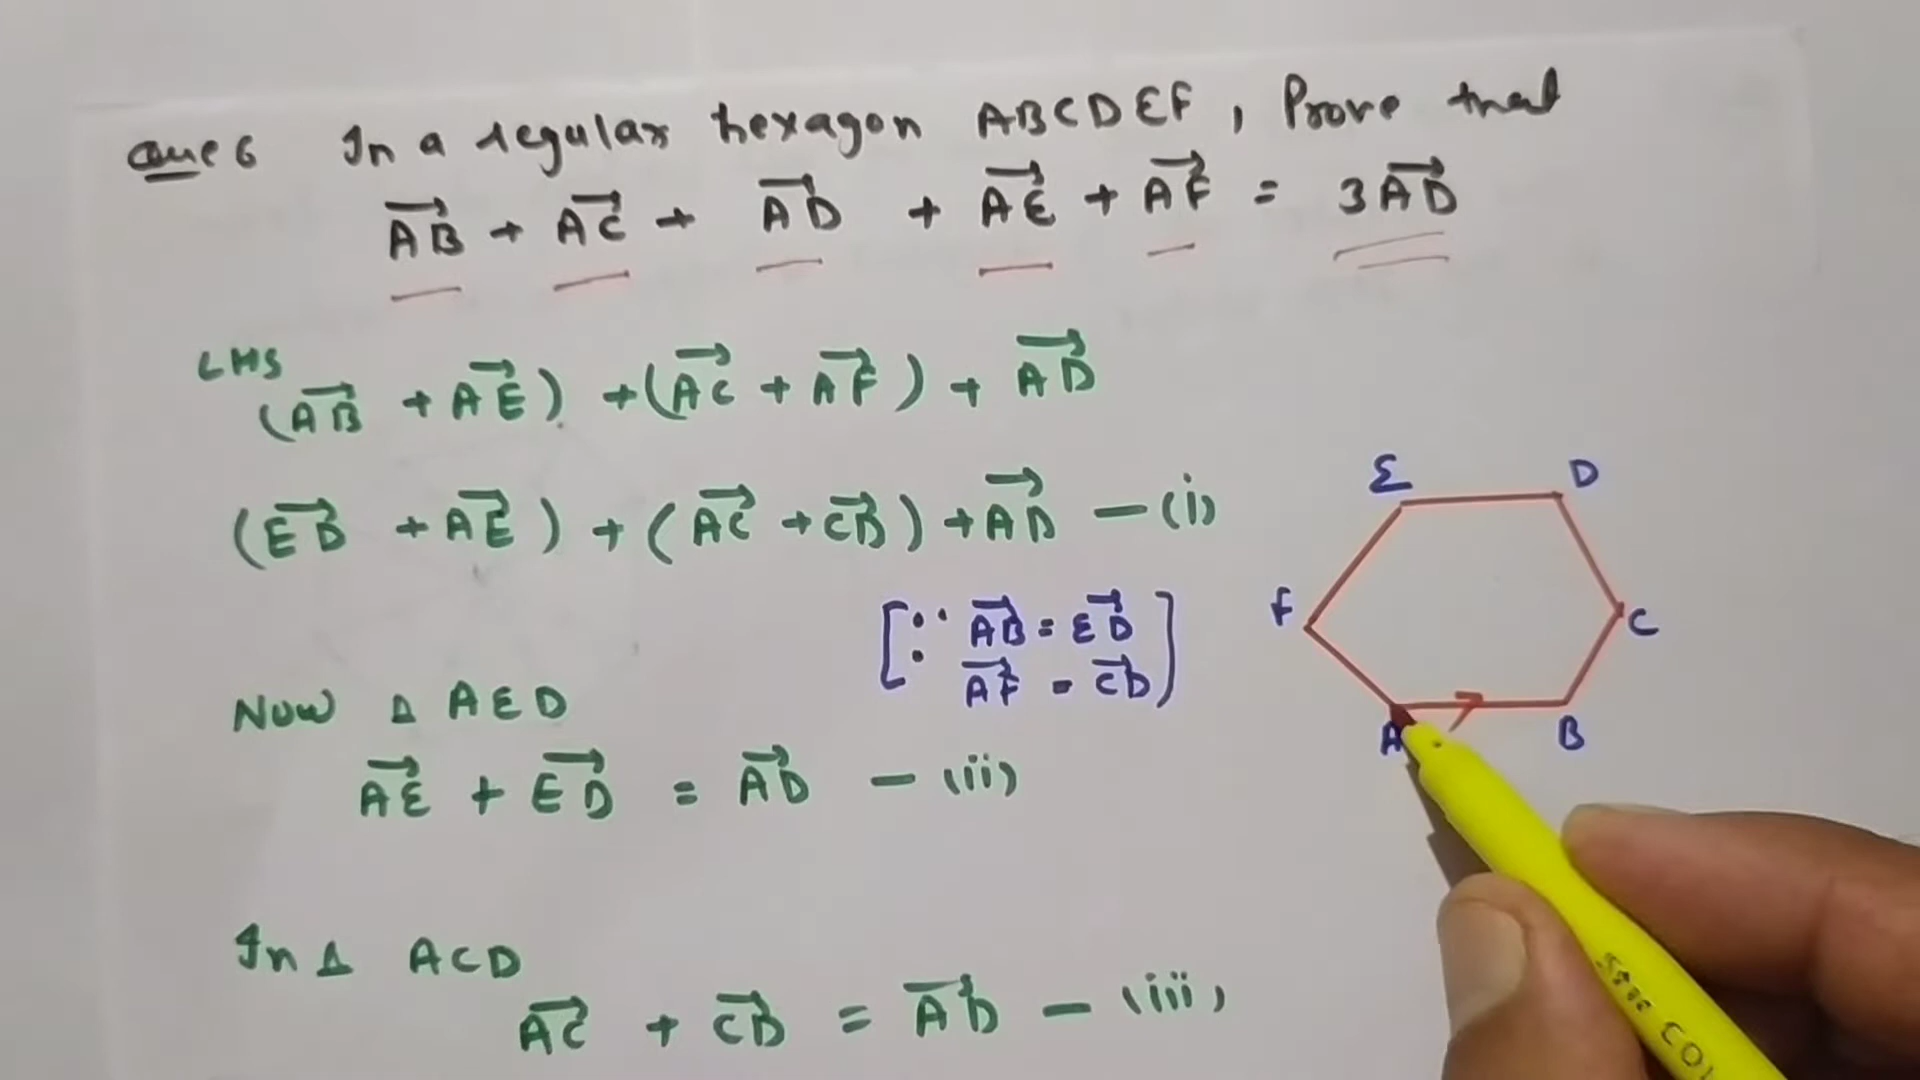 Que 6 In a regular hexagon ABCDEF, Prove that
AB→ + AC→ + AD→ + AE→ + AF→ = 3AD→
LHS
(AB→ + AE→) + (AC→ + AF→) + AD→
(ED→ + AE→) + (AC→ + CD→) + AD→ — (i)
[∵ AB→ = ED→
AF→ = CD→]
Now Δ AED
AE→ + ED→ = AD→ — (ii)
In Δ ACD
AC→ + CD→ = AD→ — (iii)
E D
F C
A B